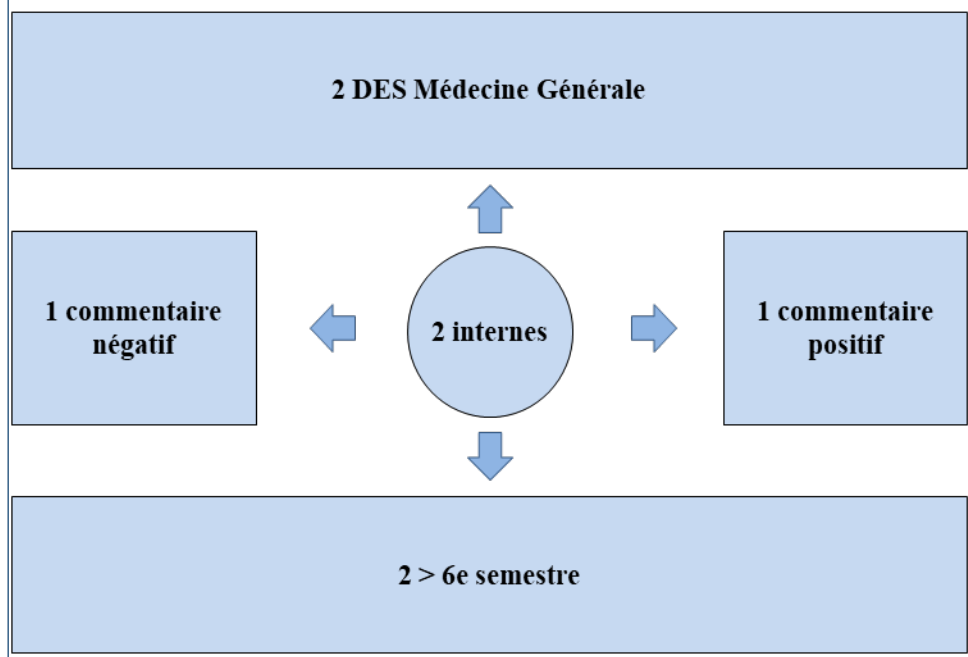 2 DES Médecine Générale
1 commentaire
négatif
2 internes
1 commentaire
positif
2 > 6e semestre